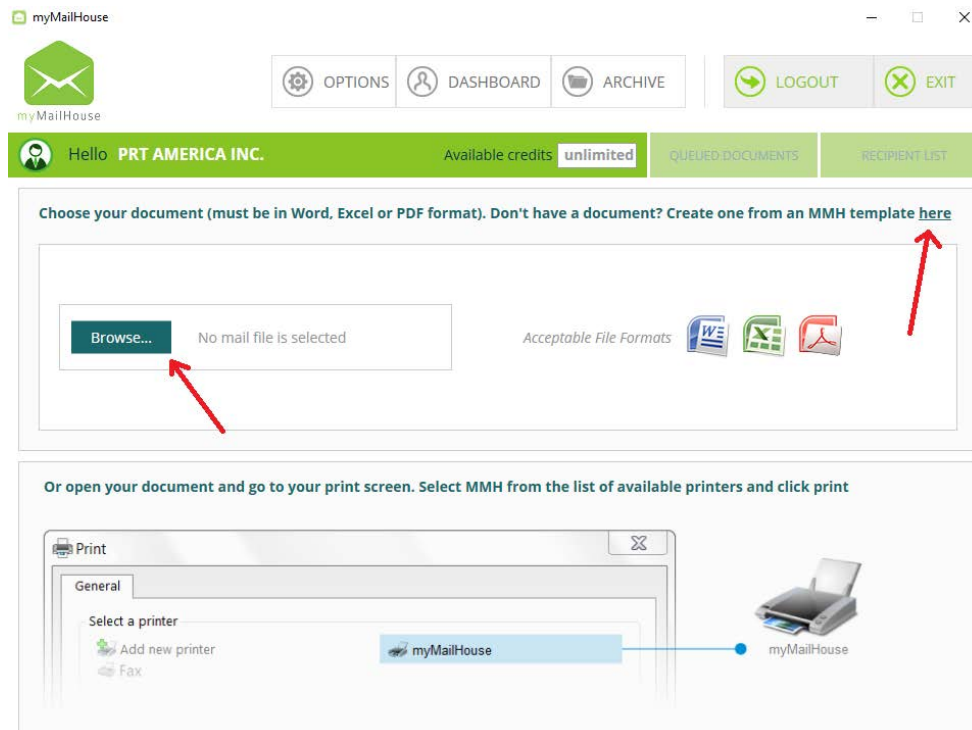 myMailHouse
OPTIONS DASHBOARD ARCHIVE LOGOUT EXIT
myMailHouse
Hello PRT AMERICA INC. Available credits unlimited QUEUED DOCUMENTS RECIPIENT LIST
Choose your document (must be in Word, Excel or PDF format). Don't have a document? Create one from an MMH template here
Browse... No mail file is selected Acceptable File Formats
Or open your document and go to your print screen. Select MMH from the list of available printers and click print
Print
General
Select a printer
Add new printer myMailHouse myMailHouse
Fax